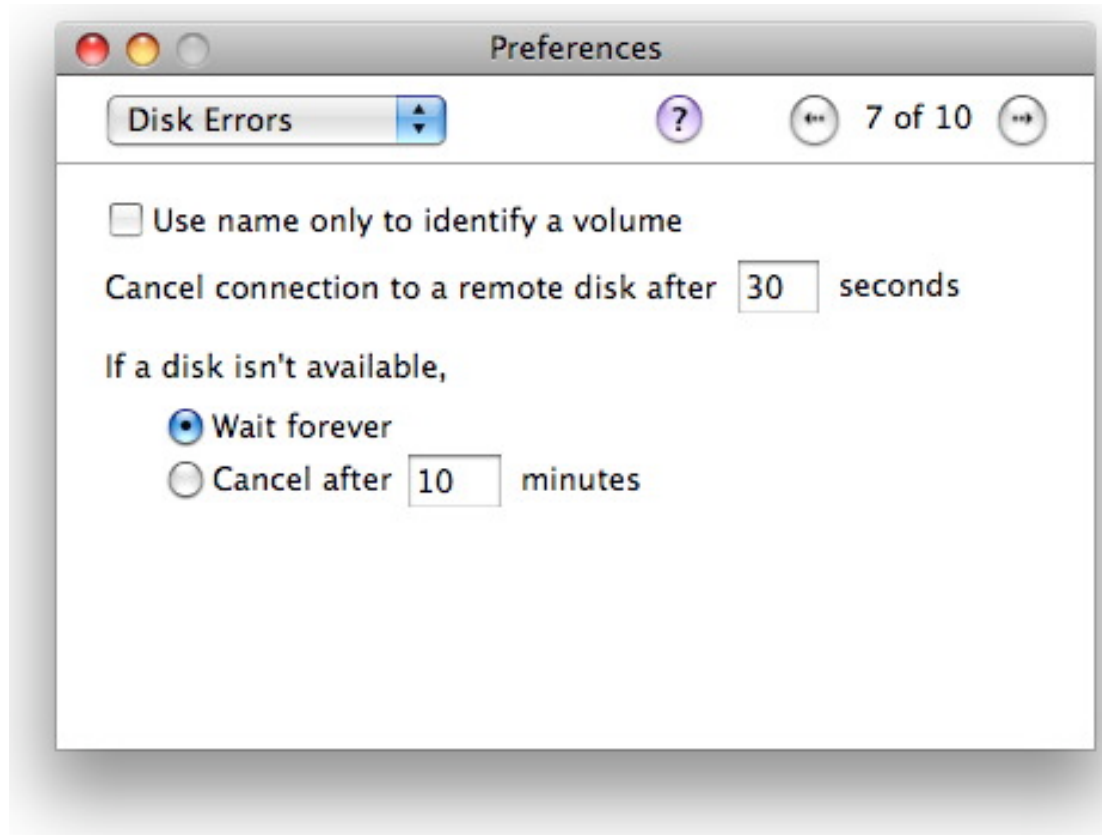 Preferences
Disk Errors ? 7 of 10
Use name only to identify a volume
Cancel connection to a remote disk after 30 seconds
If a disk isn't available,
Wait forever
Cancel after 10 minutes